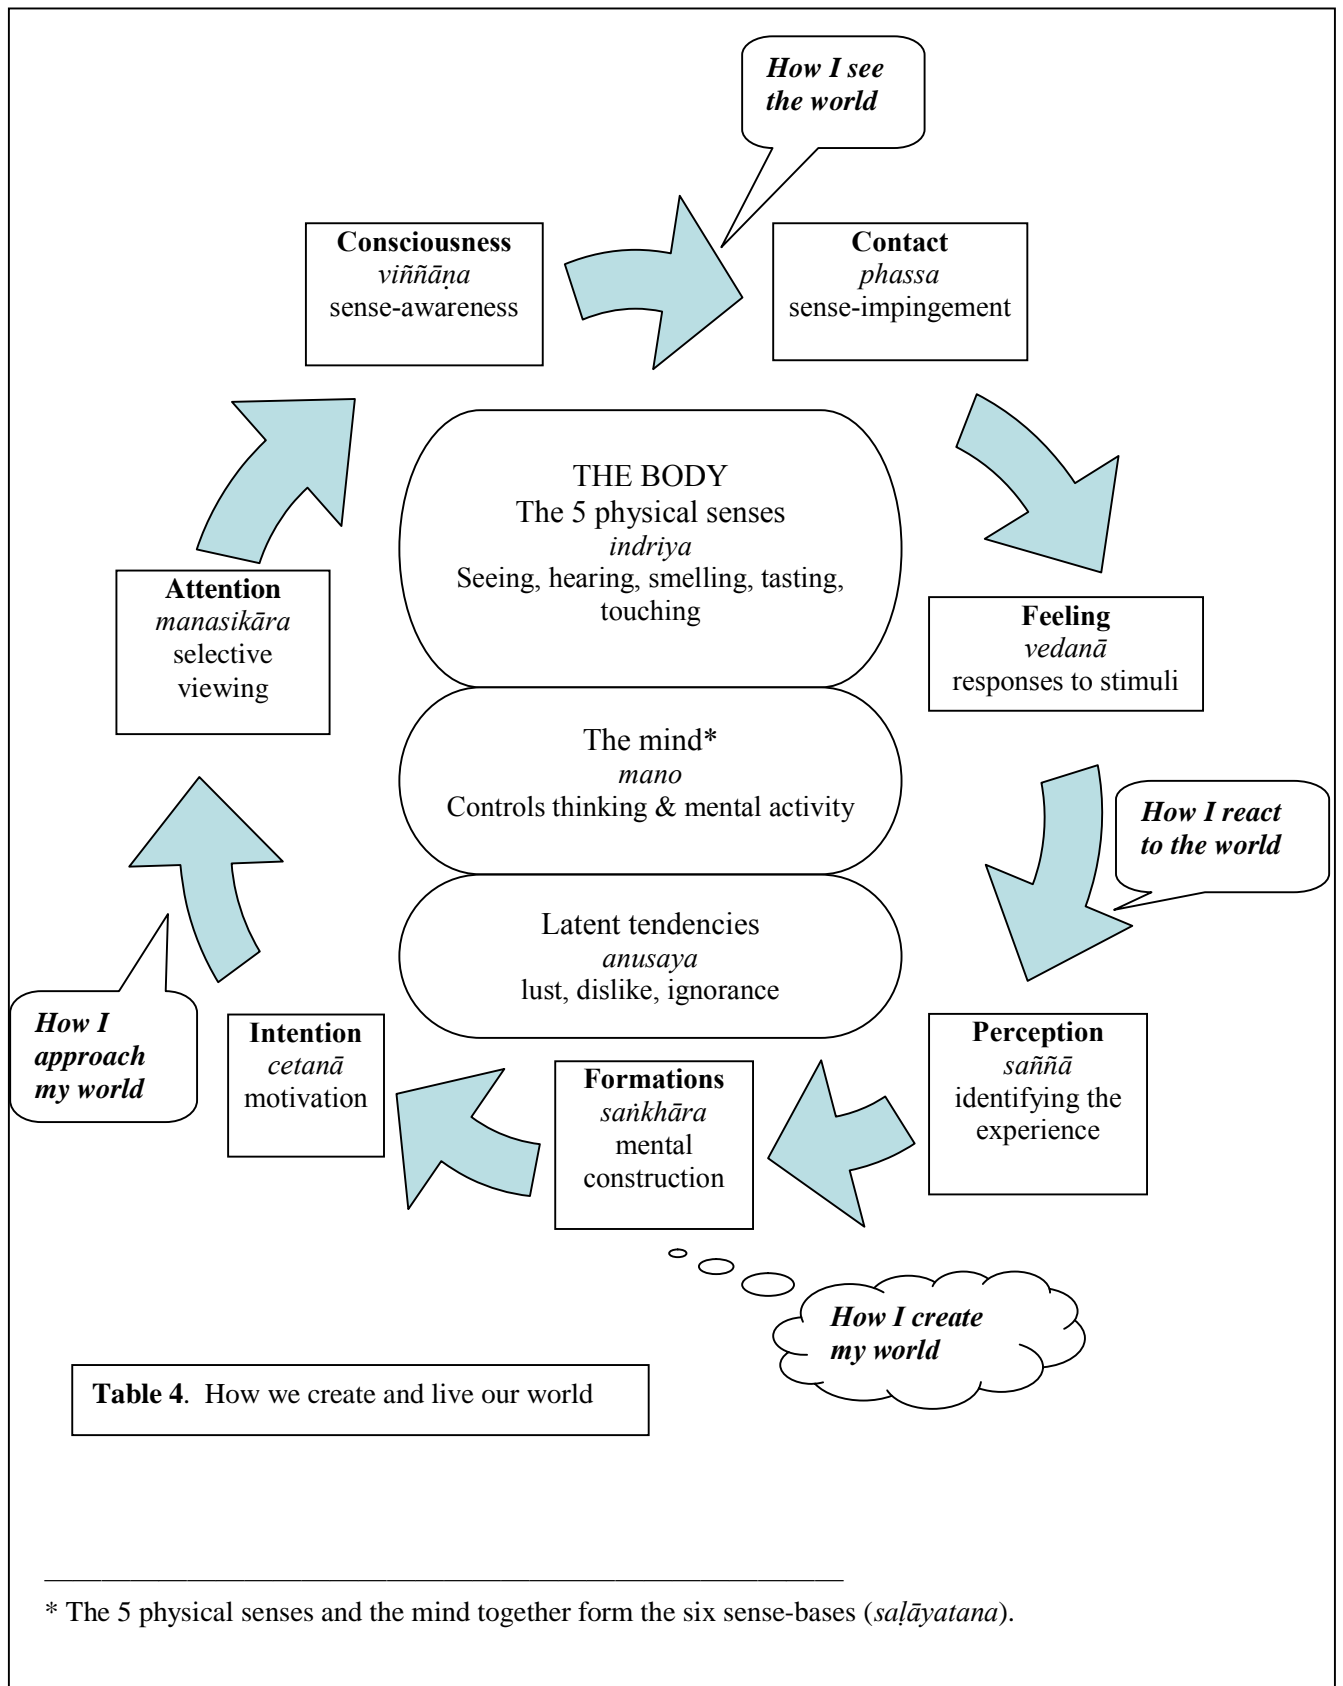 How I see
the world
Consciousness
viññāṇa
sense-awareness
Contact
phassa
sense-impingement
THE BODY
The 5 physical senses
indriya
Seeing, hearing, smelling, tasting,
touching
Attention
manasikāra
selective
viewing
Feeling
vedanā
responses to stimuli
The mind*
mano
Controls thinking & mental activity
How I react
to the world
Latent tendencies
anusaya
lust, dislike, ignorance
How I
approach
my world
Intention
cetanā
motivation
Formations
saṅkhāra
mental
construction
Perception
saññā
identifying the
experience
How I create
my world
Table 4.  How we create and live our world
* The 5 physical senses and the mind together form the six sense-bases (saḷāyatana).